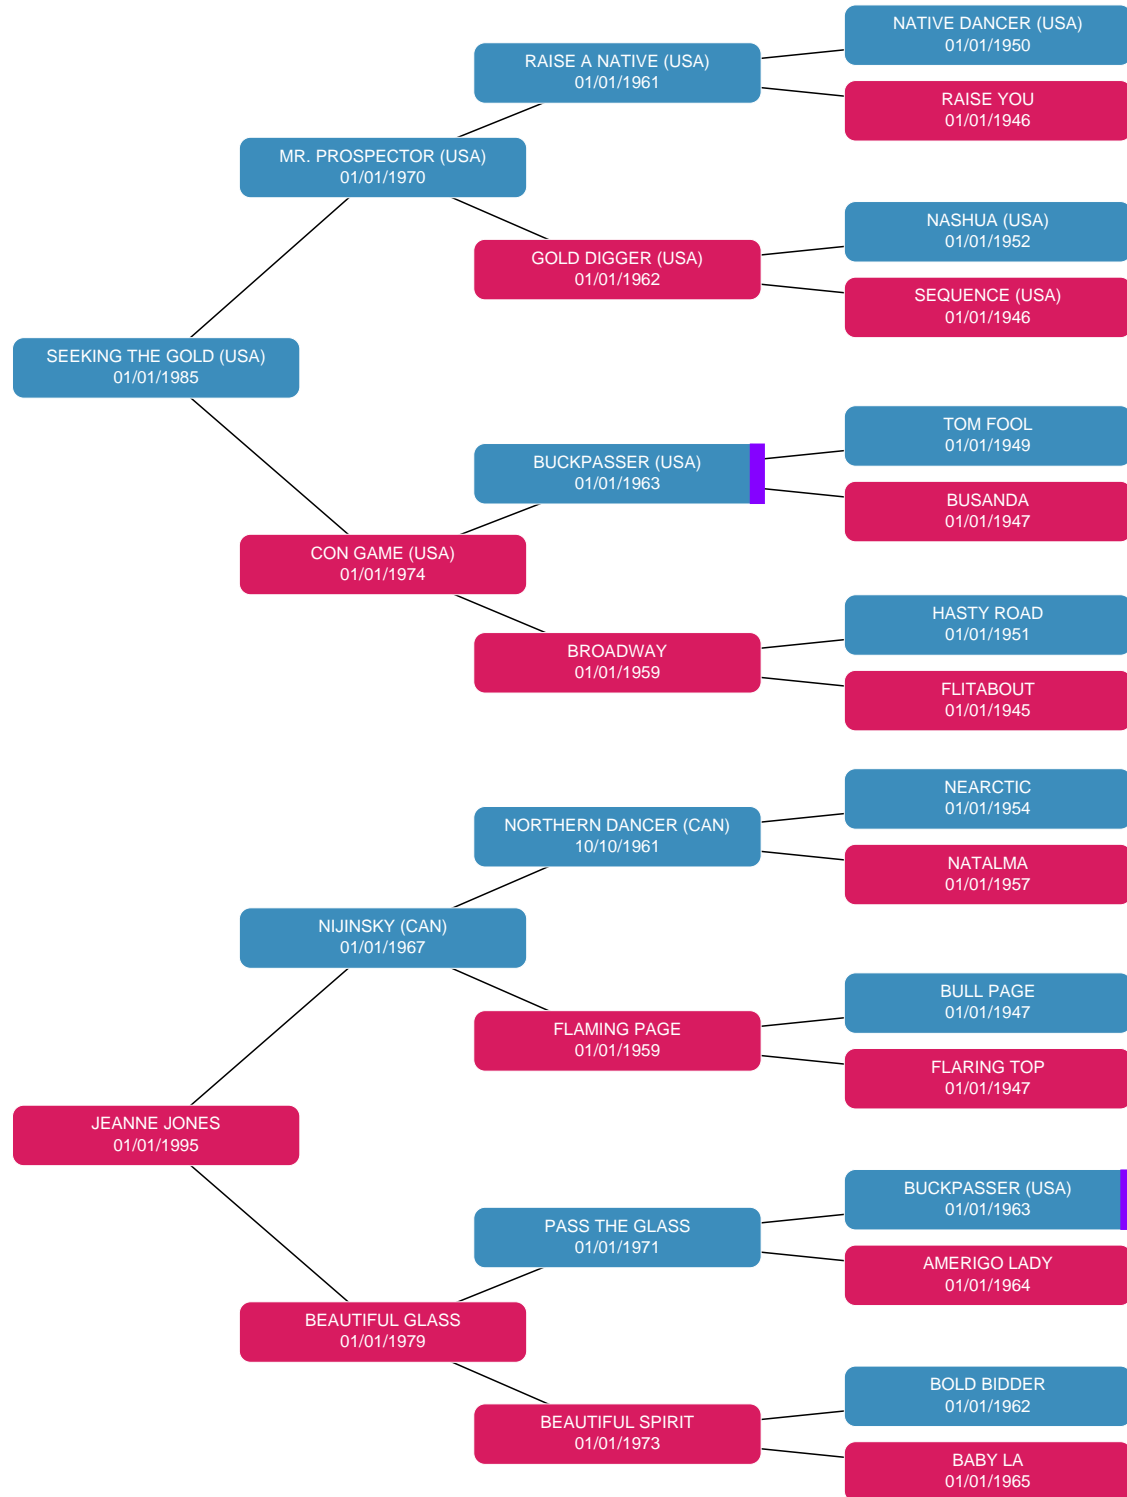 NATIVE DANCER (USA)
01/01/1950
RAISE A NATIVE (USA)
01/01/1961
RAISE YOU
01/01/1946
MR. PROSPECTOR (USA)
01/01/1970
NASHUA (USA)
01/01/1952
GOLD DIGGER (USA)
01/01/1962
SEQUENCE (USA)
01/01/1946
SEEKING THE GOLD (USA)
01/01/1985
TOM FOOL
01/01/1949
BUCKPASSER (USA)
01/01/1963
BUSANDA
01/01/1947
CON GAME (USA)
01/01/1974
HASTY ROAD
01/01/1951
BROADWAY
01/01/1959
FLITABOUT
01/01/1945
NEARCTIC
01/01/1954
NORTHERN DANCER (CAN)
10/10/1961
NATALMA
01/01/1957
NIJINSKY (CAN)
01/01/1967
BULL PAGE
01/01/1947
FLAMING PAGE
01/01/1959
FLARING TOP
01/01/1947
JEANNE JONES
01/01/1995
BUCKPASSER (USA)
01/01/1963
PASS THE GLASS
01/01/1971
AMERIGO LADY
01/01/1964
BEAUTIFUL GLASS
01/01/1979
BOLD BIDDER
01/01/1962
BEAUTIFUL SPIRIT
01/01/1973
BABY LA
01/01/1965